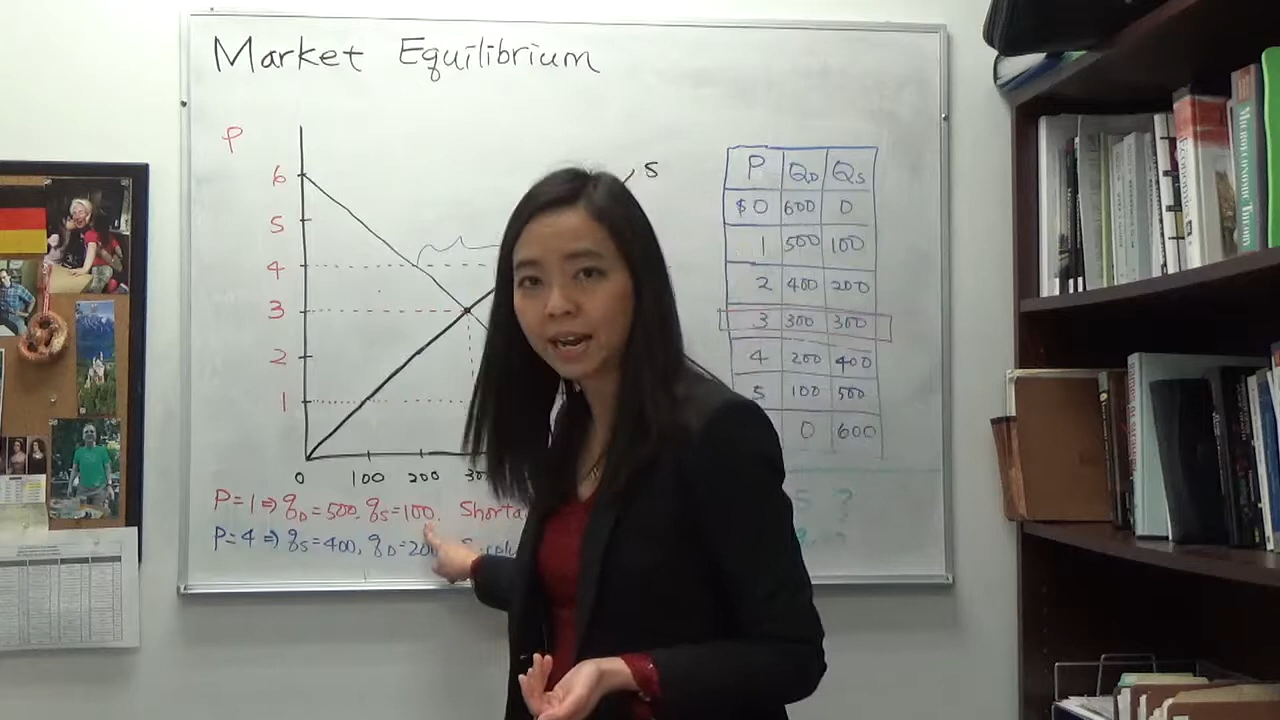 Market Equilibrium
P
6
5
4
3
2
1
S
0 100 200
P=1 ⇒ qD = 500, qS = 100.
P=4 ⇒ qS = 400, qD = 200
P QD QS
$0 600 0
1 500 100
2 400 200
3 300 300
4 200 400
5 100 500
0 600
5 ?
?
MACROECONOMIC